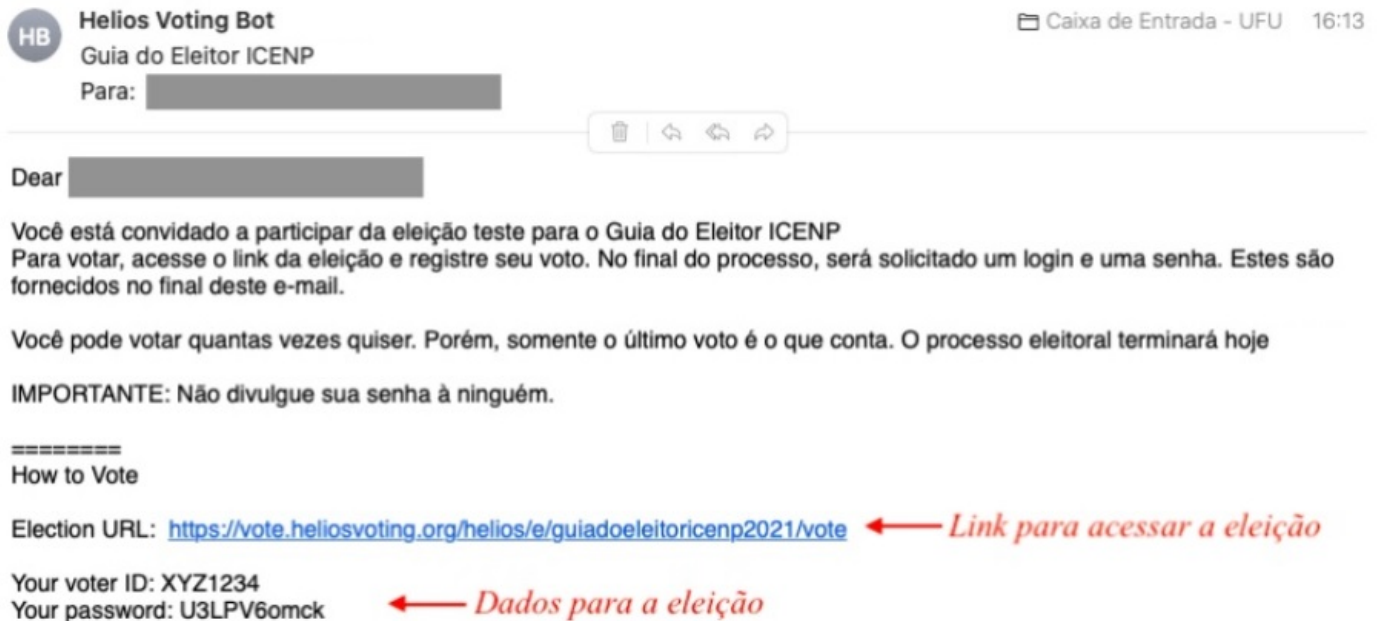 HB
Helios Voting Bot
Caixa de Entrada - UFU 16:13
Guia do Eleitor ICENP
Para:
Dear
Você está convidado a participar da eleição teste para o Guia do Eleitor ICENP
Para votar, acesse o link da eleição e registre seu voto. No final do processo, será solicitado um login e uma senha. Estes são
fornecidos no final deste e-mail.
Você pode votar quantas vezes quiser. Porém, somente o último voto é o que conta. O processo eleitoral terminará hoje
IMPORTANTE: Não divulgue sua senha à ninguém.
========
How to Vote
Election URL: https://vote.heliosvoting.org/helios/e/guiadoeleitoricenp2021/vote Link para acessar a eleição
Your voter ID: XYZ1234
Your password: U3LPV6omck Dados para a eleição